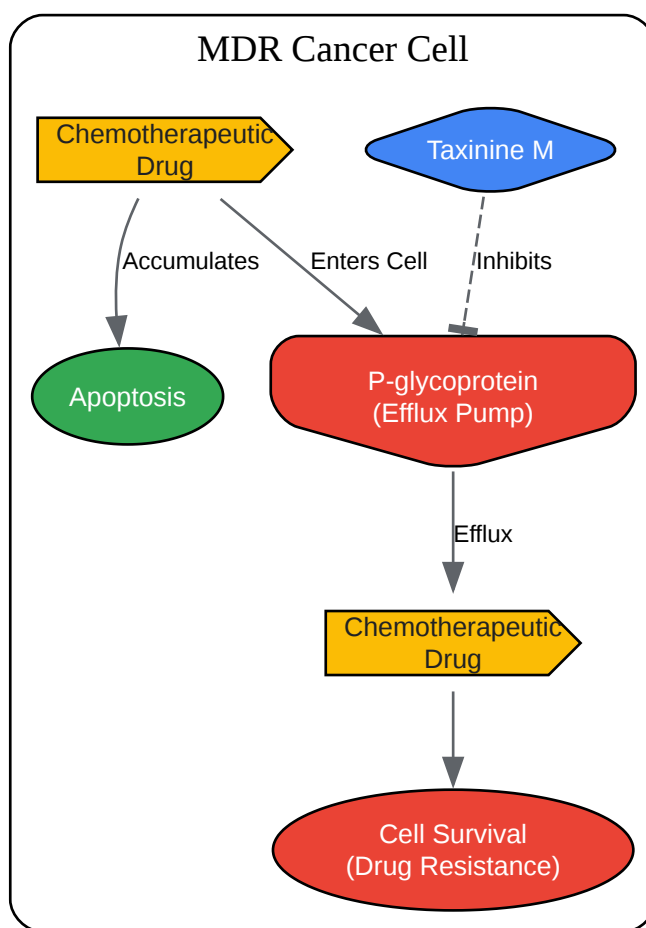 MDR Cancer Cell
Chemotherapeutic
Drug
Taxinine M
Accumulates
Enters Cell
Inhibits
Apoptosis
P-glycoprotein
(Efflux Pump)
Efflux
Chemotherapeutic
Drug
Cell Survival
(Drug Resistance)